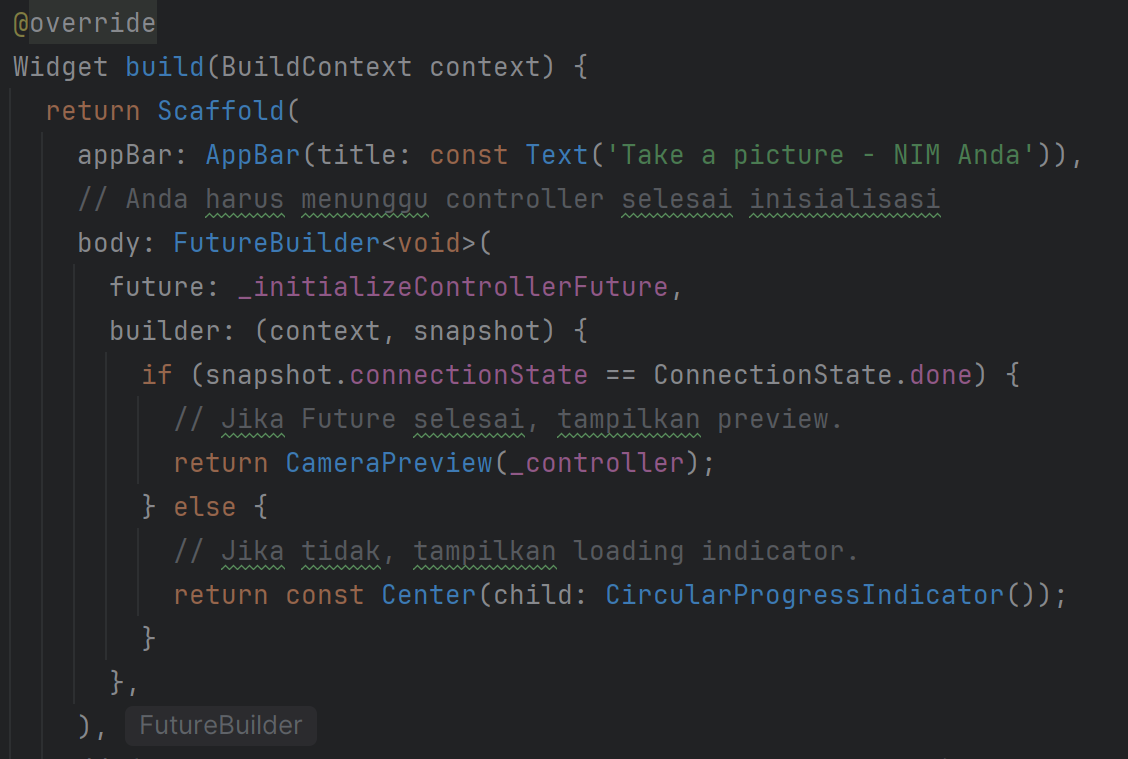 @override
Widget build(BuildContext context) {
return Scaffold(
appBar: AppBar(title: const Text('Take a picture - NIM Anda')),
// Anda harus menunggu controller selesai inisialisasi
body: FutureBuilder<void>(
future: _initializeControllerFuture,
builder: (context, snapshot) {
if (snapshot.connectionState == ConnectionState.done) {
// Jika Future selesai, tampilkan preview.
return CameraPreview(_controller);
} else {
// Jika tidak, tampilkan loading indicator.
return const Center(child: CircularProgressIndicator());
}
},
), FutureBuilder